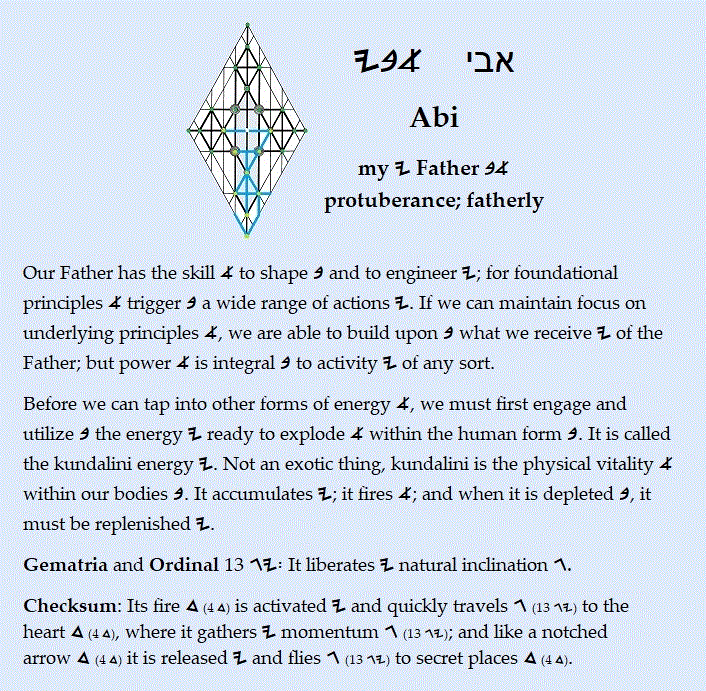 𐤀𐤁𐤉 אבי
Abi
my 𐤉 Father 𐤀𐤁
protuberance; fatherly
Our Father has the skill 𐤀 to shape 𐤁 and to engineer 𐤉; for foundational
principles 𐤀 trigger 𐤁 a wide range of actions 𐤉. If we can maintain focus on
underlying principles 𐤀, we are able to build upon 𐤁 what we receive 𐤉 of the
Father; but power 𐤀 is integral 𐤁 to activity 𐤉 of any sort.
Before we can tap into other forms of energy 𐤀, we must first engage and
utilize 𐤁 the energy 𐤉 ready to explode 𐤀 within the human form 𐤁. It is called
the kundalini energy 𐤉. Not an exotic thing, kundalini is the physical vitality 𐤀
within our bodies 𐤁. It accumulates 𐤉; it fires 𐤀; and when it is depleted 𐤁, it
must be replenished 𐤉.
Gematria and Ordinal 13 𐤉𐤂: It liberates 𐤉 natural inclination 𐤂.
Checksum: Its fire 𐤃 (4 𐤃) is activated 𐤉 and quickly travels 𐤂 (13 𐤉𐤂) to the
heart 𐤃 (4 𐤃), where it gathers 𐤉 momentum 𐤂 (13 𐤉𐤂); and like a notched
arrow 𐤃 (4 𐤃) it is released 𐤉 and flies 𐤂 (13 𐤉𐤂) to secret places 𐤃 (4 𐤃).